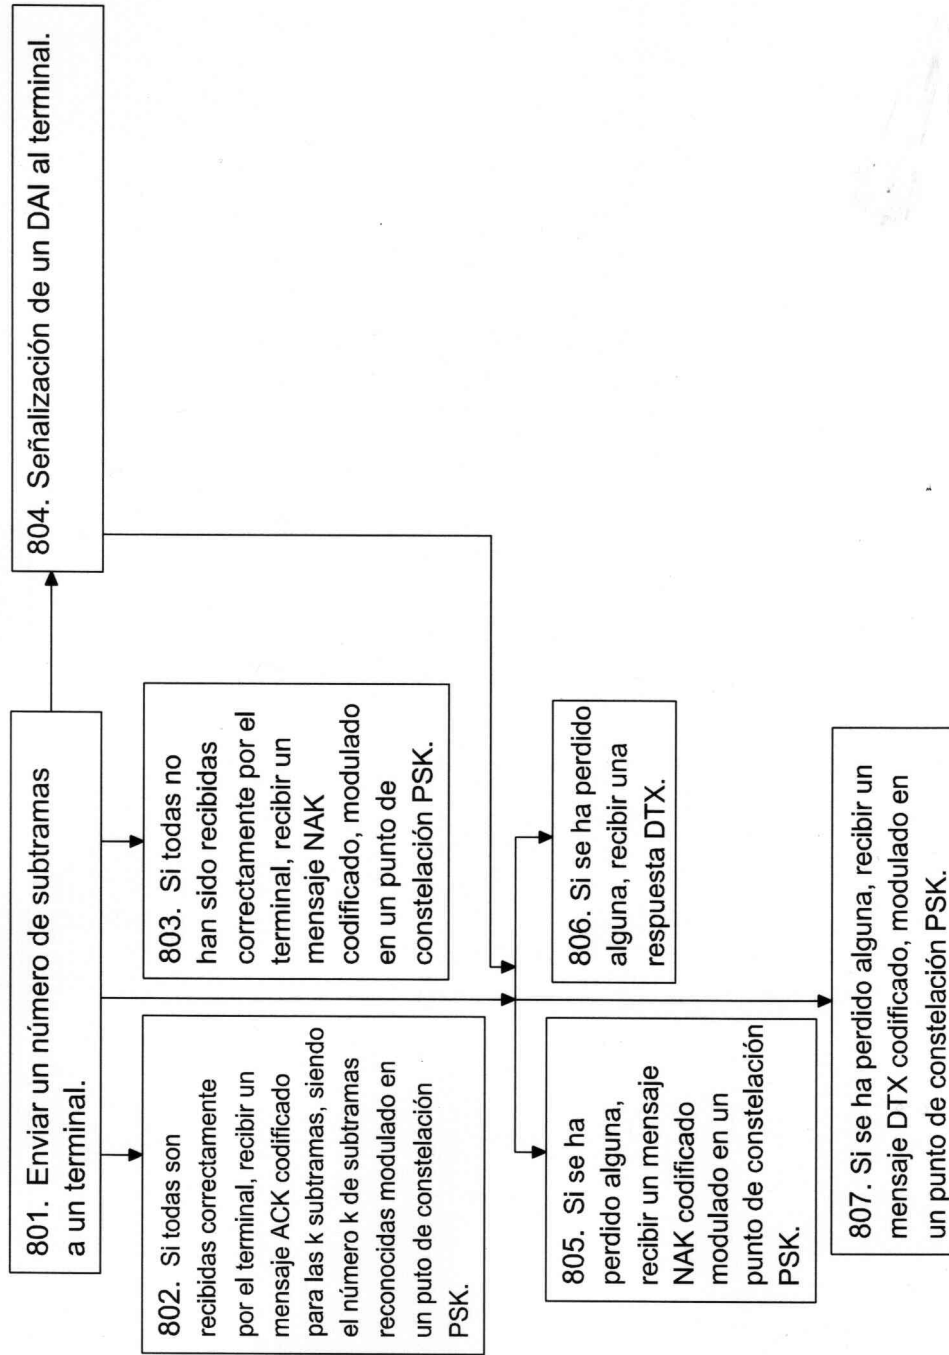 801. Enviar un número de subtramas
a un terminal.
802. Si todas son
recibidas correctamente
por el terminal, recibir un
mensaje ACK codificado
para las k subtramas, siendo
el número k de subtramas
reconocidas modulado en
un puto de constelación
PSK.
803. Si todas no
han sido recibidas
correctamente por el
terminal, recibir un
mensaje NAK
codificado, modulado
en un punto de
constelación PSK.
804. Señalización de un DAI al terminal.
805. Si se ha
perdido alguna,
recibir un mensaje
NAK codificado
modulado en un
punto de constelación
PSK.
806. Si se ha perdido
alguna, recibir una
respuesta DTX.
807. Si se ha perdido alguna, recibir un
mensaje DTX codificado, modulado en
un punto de constelación PSK.